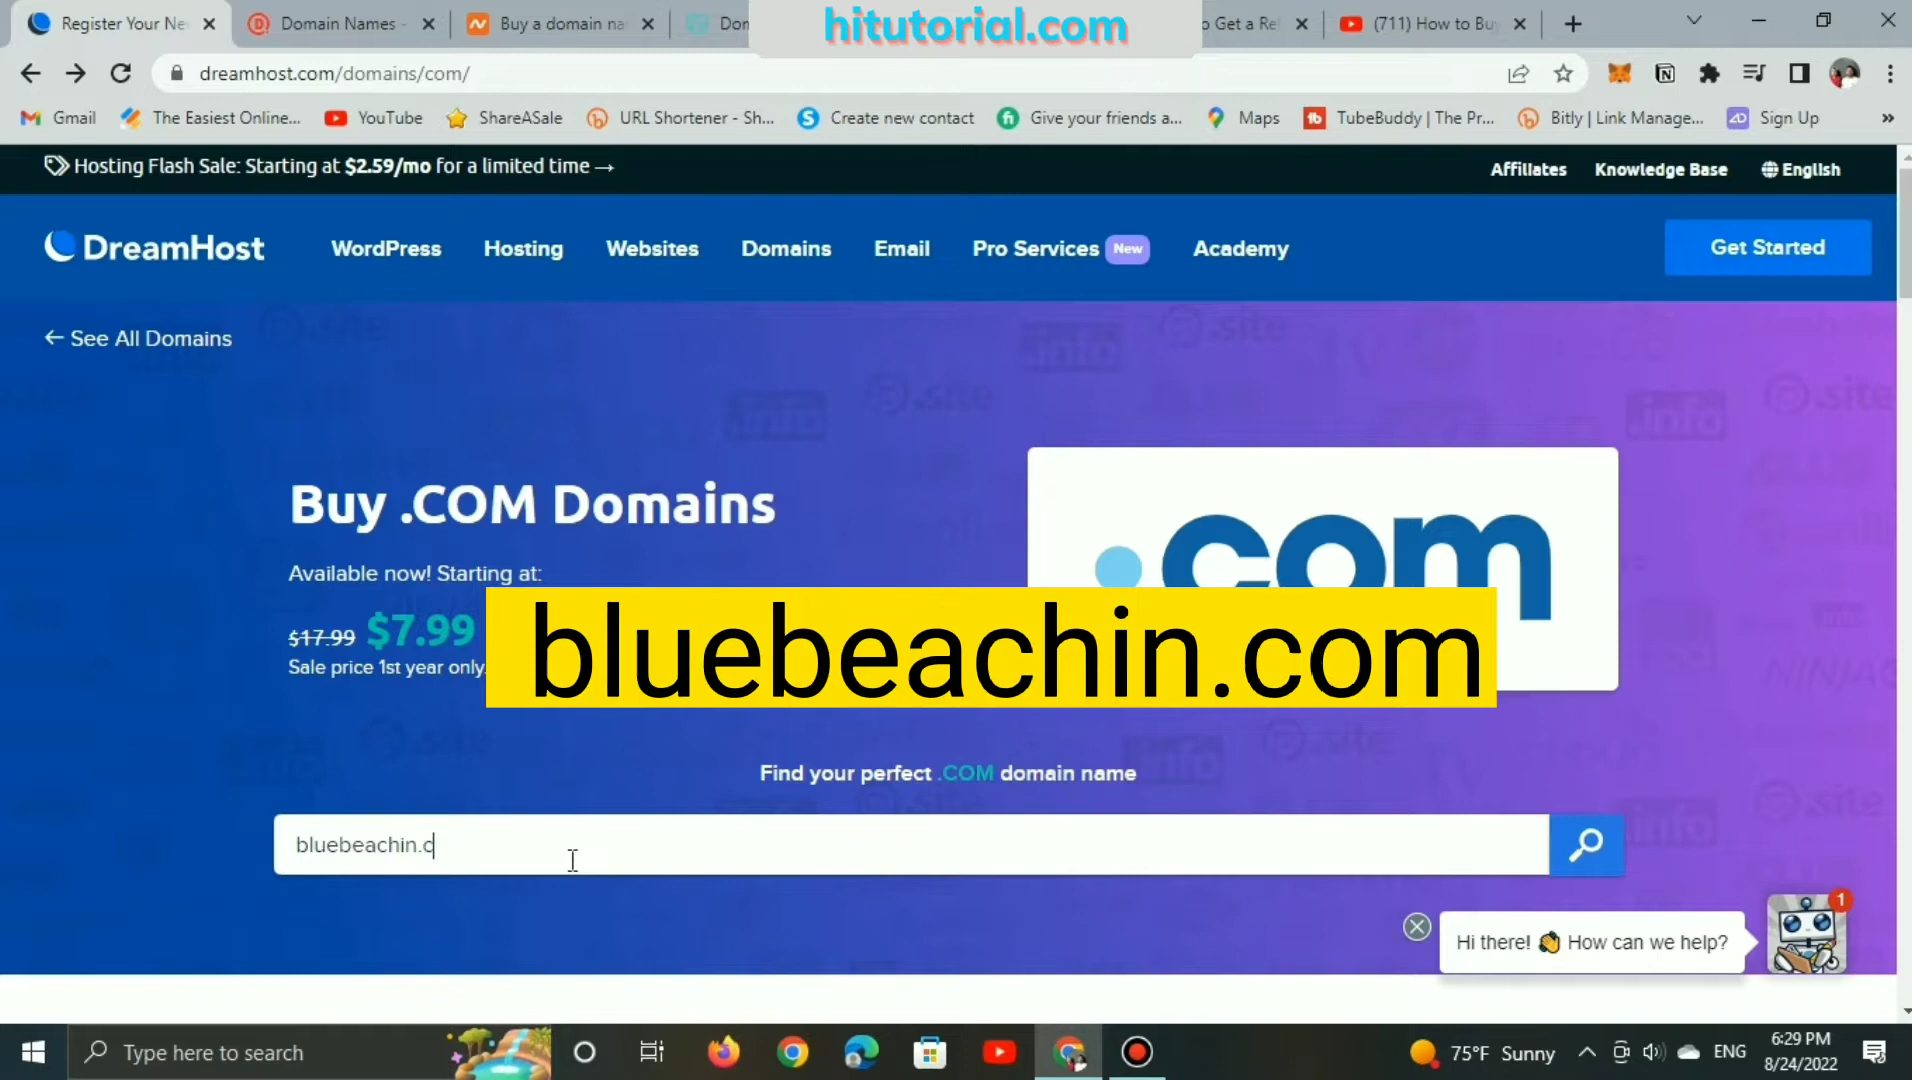 Register Your Ne
Domain Names -
Buy a domain na
Don
hitutorial.com
o Get a Re
(711) How to Buy
dreamhost.com/domains/com/
Gmail
The Easiest Online...
YouTube
ShareASale
URL Shortener - Sh...
Create new contact
Give your friends a...
Maps
TubeBuddy | The Pr...
Bitly | Link Manage...
Sign Up
»
Hosting Flash Sale: Starting at $2.59/mo for a limited time →
Affiliates
Knowledge Base
English
DreamHost
WordPress
Hosting
Websites
Domains
Email
Pro Services New
Academy
Get Started
← See All Domains
Buy .COM Domains
Available now! Starting at:
$17.99 $7.99
Sale price 1st year only.
.com
bluebeachin.com
Find your perfect .COM domain name
bluebeachin.c
Hi there! 👏 How can we help?
1
Type here to search
75°F Sunny
ENG
6:29 PM
8/24/2022